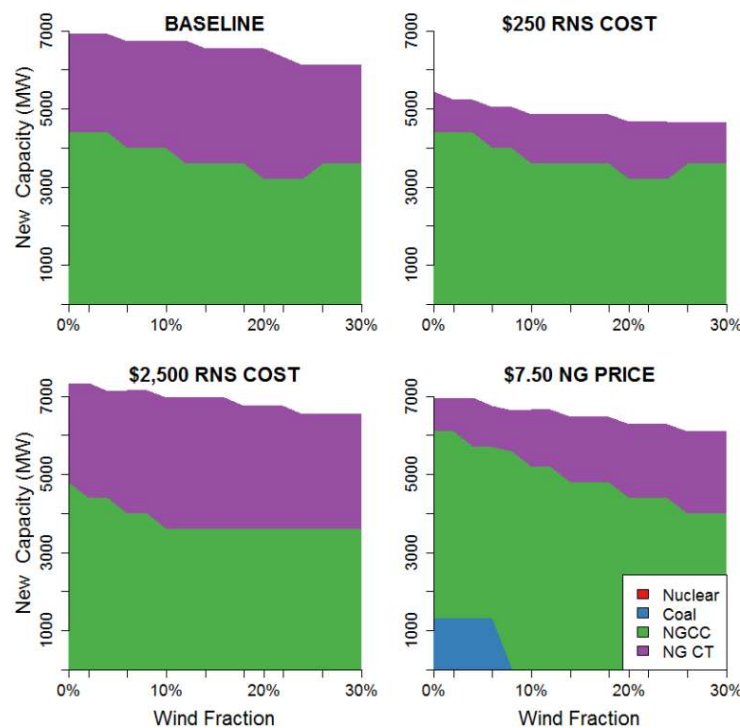 BASELINE
$250 RNS COST
New Capacity (MW)
7000
5000
3000
1000
0%
10%
20%
30%
7000
5000
3000
1000
0%
10%
20%
30%
$2,500 RNS COST
$7.50 NG PRICE
New Capacity (MW)
7000
5000
3000
1000
0%
10%
20%
30%
Wind Fraction
7000
5000
3000
1000
0%
10%
20%
30%
Wind Fraction
Nuclear
Coal
NGCC
NG CT